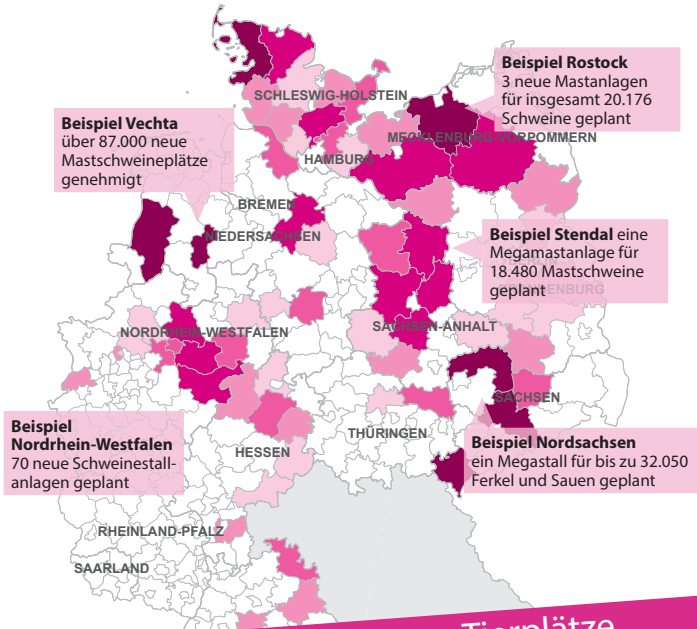 Beispiel Rostock
3 neue Mastanlagen
für insgesamt 20.176
Schweine geplant
SCHLESWIG-HOLSTEIN
Beispiel Vechta
über 87.000 neue
Mastschweineplätze
genehmigt
MECKLENBURG-VORPOMMERN
HAMBURG
BREMEN
NIEDERSACHSEN
Beispiel Stendal eine
Megamastanlage für
18.480 Mastschweine
geplant
BRANDENBURG
NORDRHEIN-WESTFALEN
SACHSEN-ANHALT
SACHSEN
Beispiel
Nordrhein-Westfalen
70 neue Schweinestall-
anlagen geplant
THÜRINGEN
HESSEN
Beispiel Nordsachsen
ein Megastall für bis zu 32.050
Ferkel und Sauen geplant
RHEINLAND-PFALZ
SAARLAND
Tierplätze